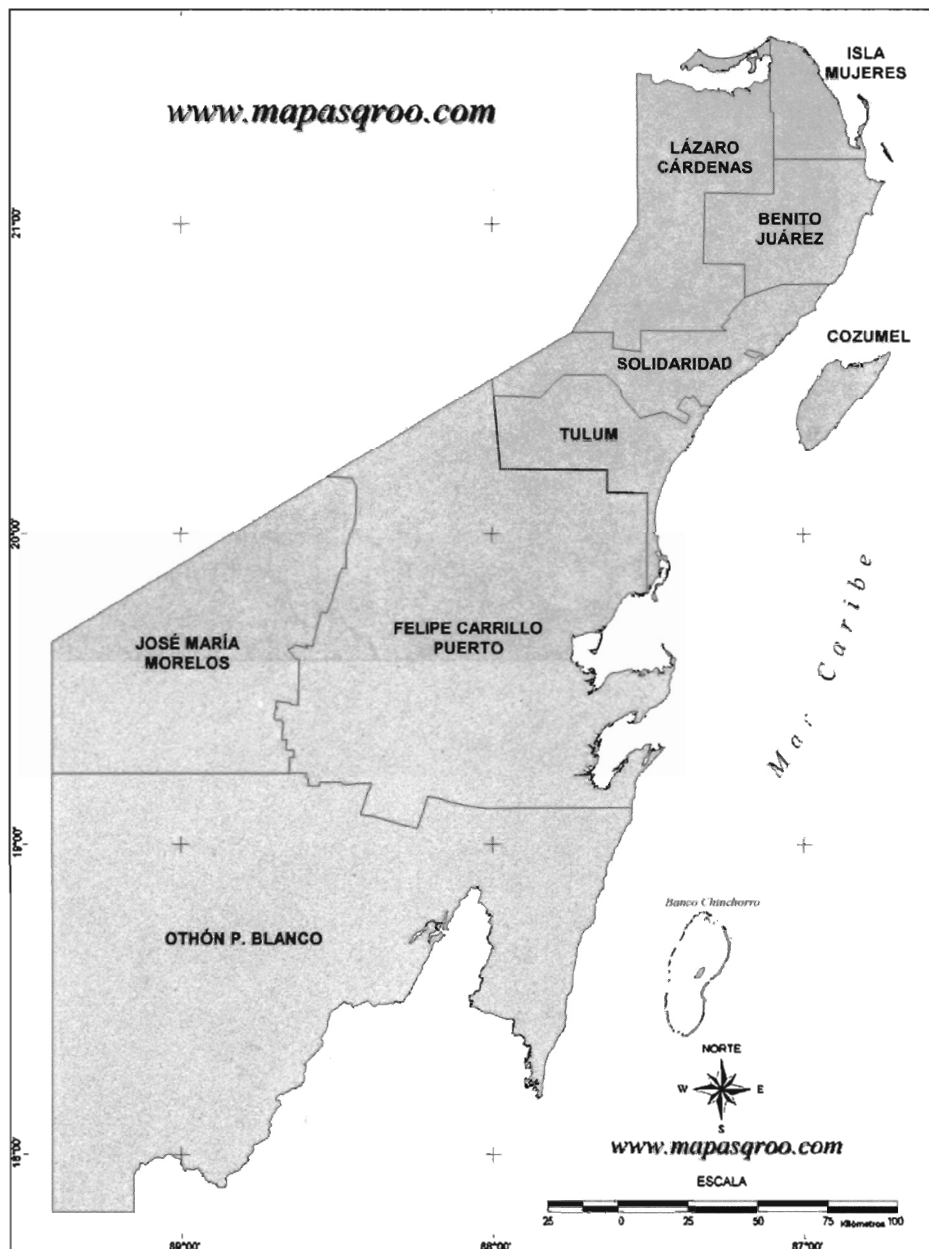 ISLA
MUJERES
www.mapasqroo.com
LÁZARO
CÁRDENAS
BENITO
JUÁREZ
21°00'
COZUMEL
SOLIDARIDAD
TULUM
20°00'
Mar Caribe
FELIPE CARRILLO
PUERTO
JOSÉ MARÍA
MORELOS
19°00'
Banco Chinchorro
OTHÓN P. BLANCO
NORTE
W E
S
www.mapasqroo.com
18°00'
ESCALA
25 0 25 50 75 Kilómetros 100
89°00' 88°00' 87°00'